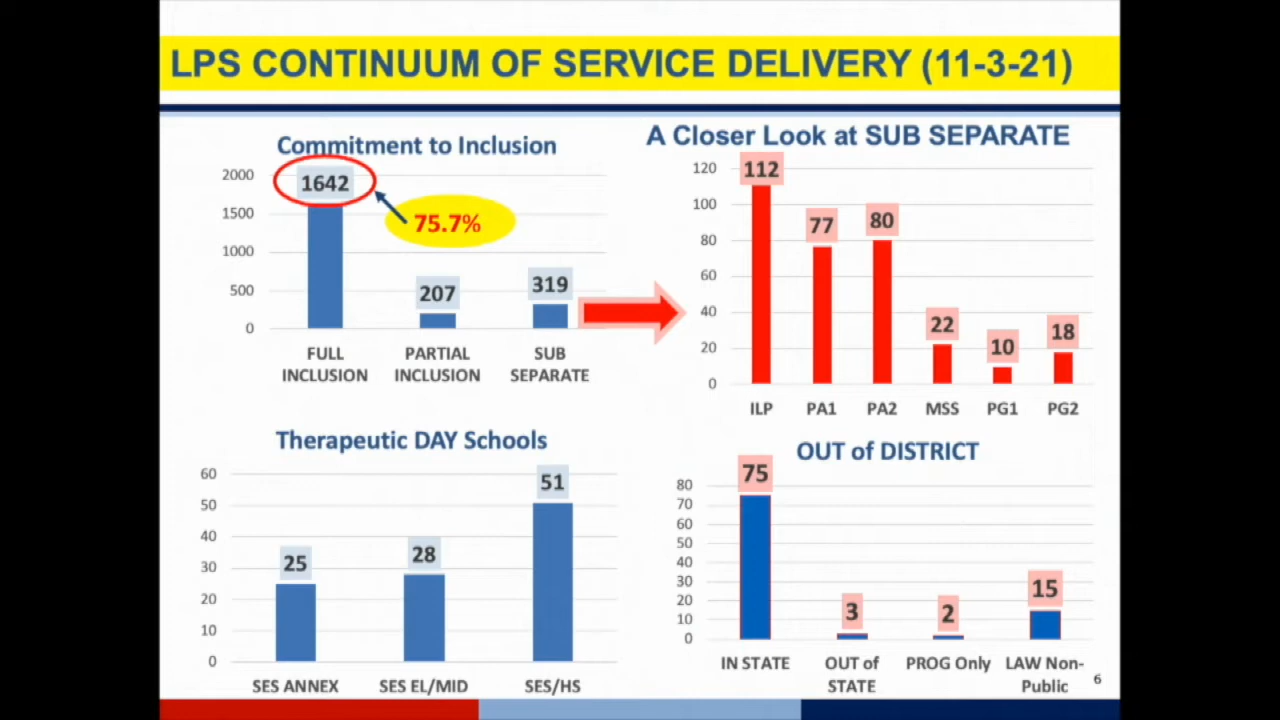 LPS CONTINUUM OF SERVICE DELIVERY (11-3-21)
Commitment to Inclusion
2000
1500
1000
500
0
1642
75.7%
207
319
FULL
INCLUSION
PARTIAL
INCLUSION
SUB
SEPARATE
A Closer Look at SUB SEPARATE
120
100
80
60
40
20
0
112
77
80
22
10
18
ILP
PA1
PA2
MSS
PG1
PG2
Therapeutic DAY Schools
60
50
40
30
20
10
0
25
28
51
SES ANNEX
SES EL/MID
SES/HS
OUT of DISTRICT
80
70
60
50
40
30
20
10
0
75
3
2
15
IN STATE
OUT of
STATE
PROG Only
LAW Non-
Public
6